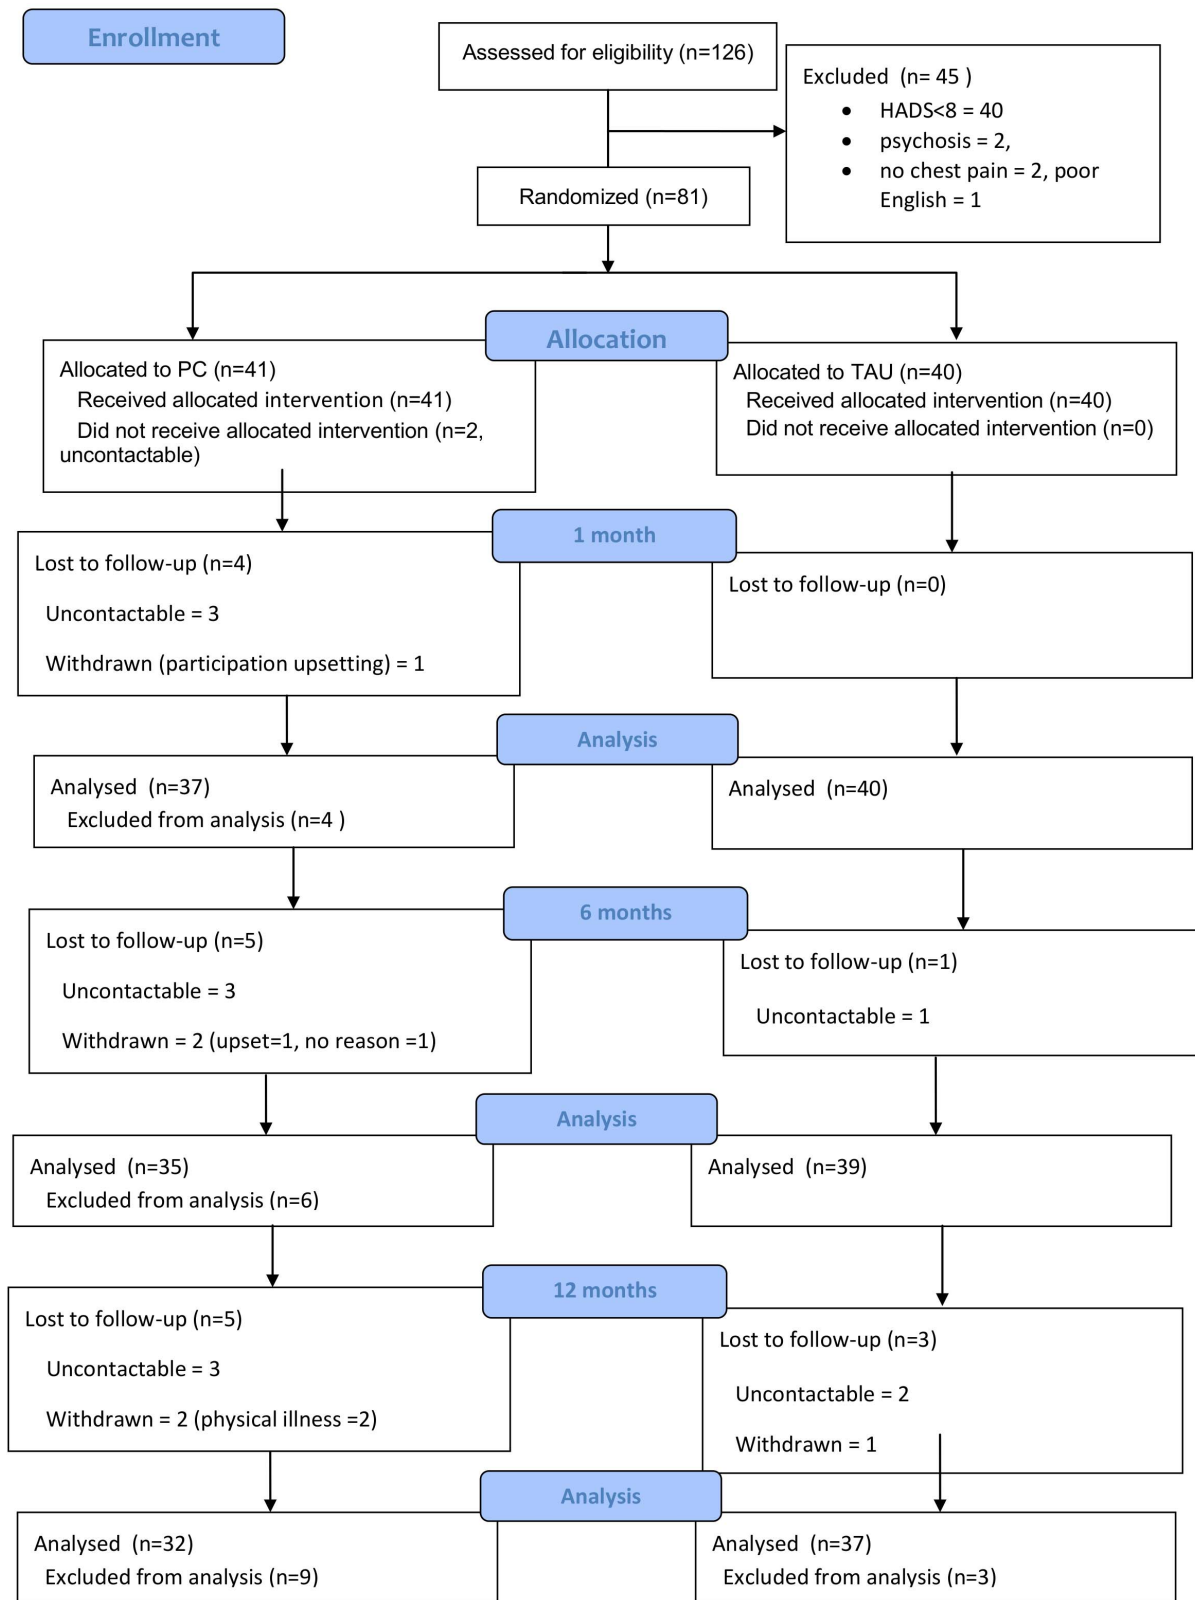 Enrollment
Assessed for eligibility (n=126)
Excluded (n= 45 )
• HADS<8 = 40
• psychosis = 2,
• no chest pain = 2, poor
English = 1
Randomized (n=81)
Allocation
Allocated to PC (n=41)
Received allocated intervention (n=41)
Did not receive allocated intervention (n=2,
uncontactable)
Allocated to TAU (n=40)
Received allocated intervention (n=40)
Did not receive allocated intervention (n=0)
1 month
Lost to follow-up (n=4)
Uncontactable = 3
Withdrawn (participation upsetting) = 1
Lost to follow-up (n=0)
Analysis
Analysed (n=37)
Excluded from analysis (n=4 )
Analysed (n=40)
6 months
Lost to follow-up (n=5)
Uncontactable = 3
Withdrawn = 2 (upset=1, no reason =1)
Lost to follow-up (n=1)
Uncontactable = 1
Analysis
Analysed (n=35)
Excluded from analysis (n=6)
Analysed (n=39)
12 months
Lost to follow-up (n=5)
Uncontactable = 3
Withdrawn = 2 (physical illness =2)
Lost to follow-up (n=3)
Uncontactable = 2
Withdrawn = 1
Analysis
Analysed (n=32)
Excluded from analysis (n=9)
Analysed (n=37)
Excluded from analysis (n=3)